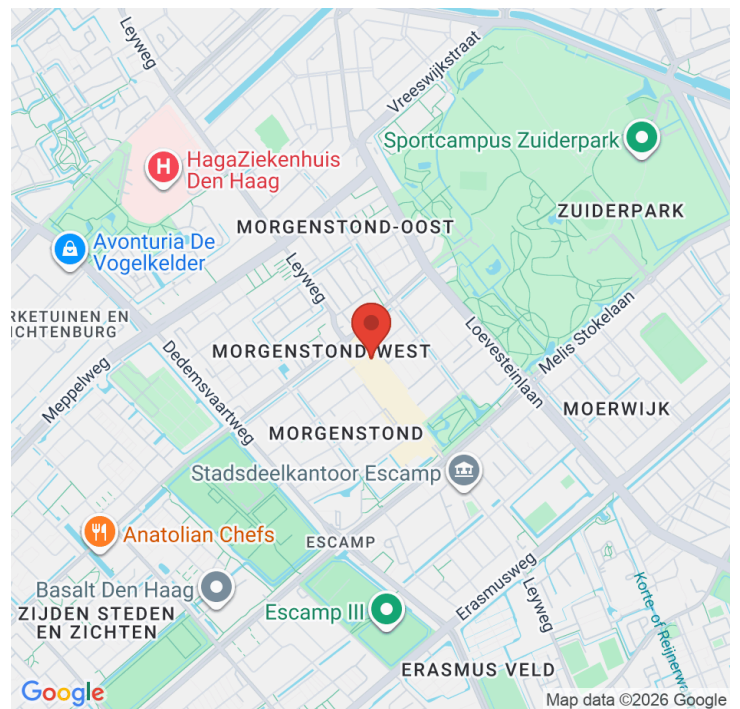 Leyweg
Vreeswijkstraat
Sportcampus Zuiderpark
H
HagaZiekenhuis
Den Haag
ZUIDERPARK
MORGENSTOND-OOST
Avonturia De
Vogelkelder
Leyweg
RKETUINEN EN
ICHTENBURG
Melis Stokelaan
Loevesteinlaan
MORGENSTOND-WEST
Meppelweg
Dedemsvaartweg
MOERWIJK
MORGENSTOND
Stadsdeelkantoor Escamp
Anatolian Chefs
ESCAMP
Erasmusweg
Leyweg
Korte- of Reijnerwa
Basalt Den Haag
ZIJDEN STEDEN
EN ZICHTEN
Escamp III
ERASMUS VELD
Google
Map data ©2026 Google